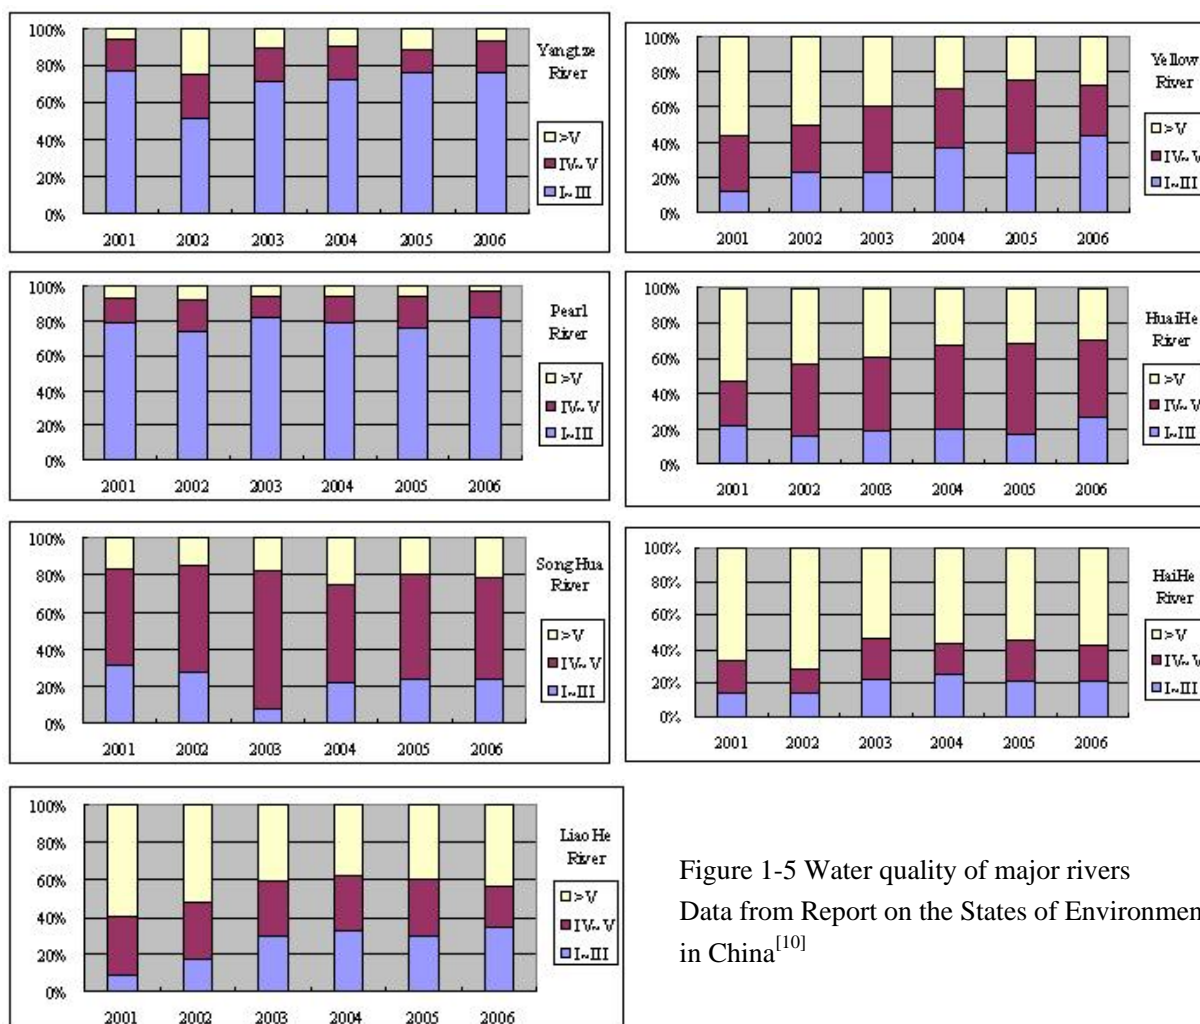 100%
80%
60%
40%
20%
0%
2001 2002 2003 2004 2005 2006
Yangtze
River
>V
IV~V
I~III
100%
80%
60%
40%
20%
0%
2001 2002 2003 2004 2005 2006
Yellow
River
>V
IV~V
I~III
100%
80%
60%
40%
20%
0%
2001 2002 2003 2004 2005 2006
Pearl
River
>V
IV~V
I~III
100%
80%
60%
40%
20%
0%
2001 2002 2003 2004 2005 2006
HuaiHe
River
>V
IV~V
I~III
100%
80%
60%
40%
20%
0%
2001 2002 2003 2004 2005 2006
SongHua
River
>V
IV~V
I~III
100%
80%
60%
40%
20%
0%
2001 2002 2003 2004 2005 2006
HaiHe
River
>V
IV~V
I~III
100%
80%
60%
40%
20%
0%
2001 2002 2003 2004 2005 2006
Liao He
River
>V
IV~V
I~III
Figure 1-5 Water quality of major rivers
Data from Report on the States of Environmen
in China[10]